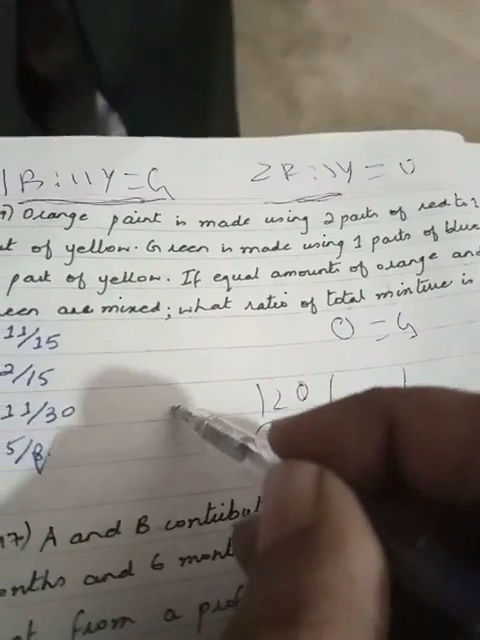 1B : 11Y = G 2R : 1Y = O
9) Orange paint is made using 2 parts of red to 1
of yellow. Green is made using 1 parts of blue
part of yellow. If equal amounts of orange and
een are mixed; what ratio of total mixture is
O = G
11/15
2/15
120
11/30
5/8
17) A and B contribut
onths and 6 mont
from a prof